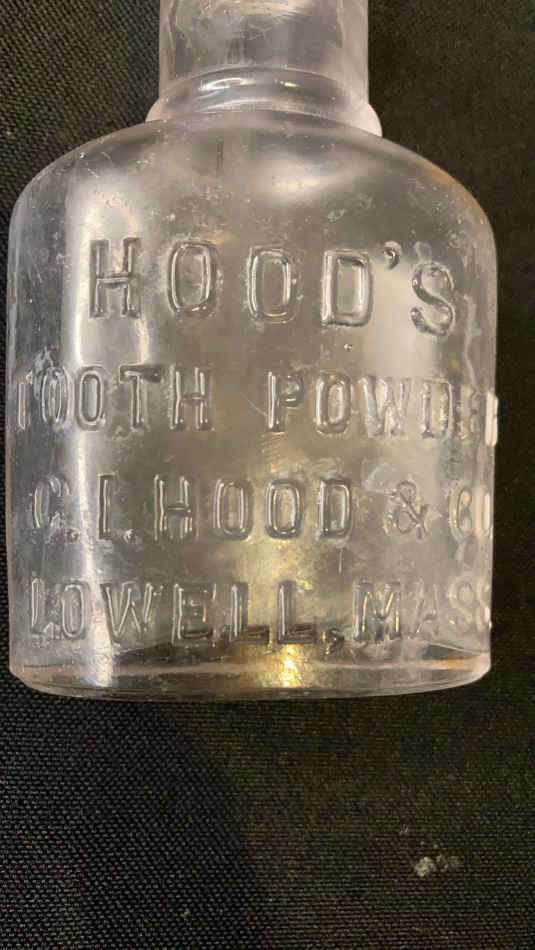 HOOD'S
TOOTH POWDER
C.I. HOOD & CO
LOWELL, MASS